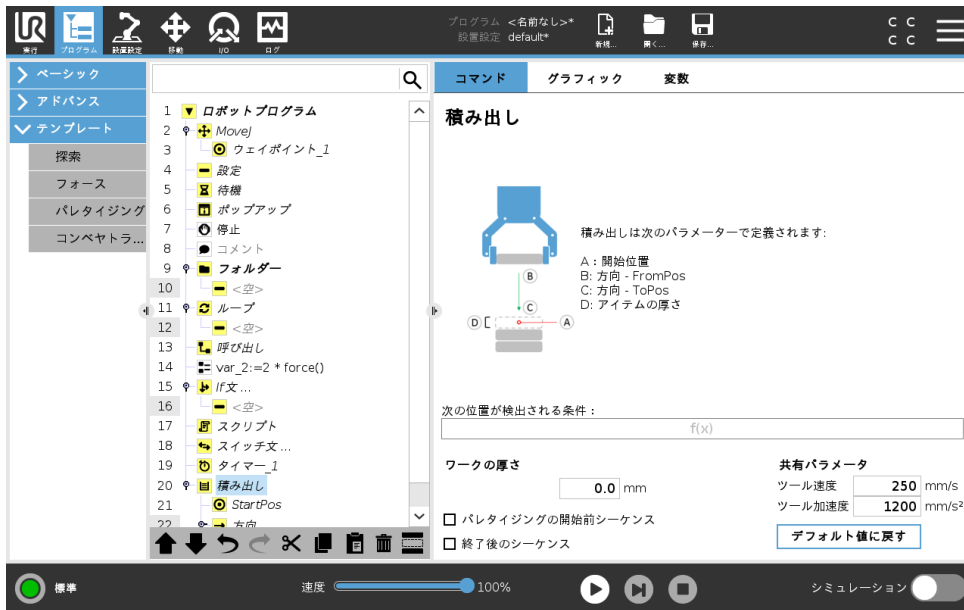 プログラム <名前なし>*
設置設定 default*
UR
実行
プログラム
設置設定
移動
I/O
ログ
新規...
開く...
保存...
C C
C C
ベーシック
アドバンス
テンプレート
探索
フォース
パレタイジング
コンベヤトラ...
1 ロボットプログラム
2 MoveJ
3 ウェイポイント_1
4 設定
5 待機
6 ポップアップ
7 停止
8 コメント
9 フォルダー
10 <空>
11 ループ
12 <空>
13 呼び出し
14 var_2:=2 * force()
15 If文...
16 <空>
17 スクリプト
18 スイッチ文...
19 タイマー_1
20 積み出し
21 StartPos
22 方向
コマンド グラフィック 変数
積み出し
積み出しは次のパラメーターで定義されます:
A：開始位置
B: 方向 - FromPos
C: 方向 - ToPos
D: アイテムの厚さ
B
C
D
A
次の位置が検出される条件：
f(x)
ワークの厚さ
0.0 mm
パレタイジングの開始前シーケンス
終了後のシーケンス
共有パラメータ
ツール速度 250 mm/s
ツール加速度 1200 mm/s²
デフォルト値に戻す
標準
速度 100%
シミュレーション